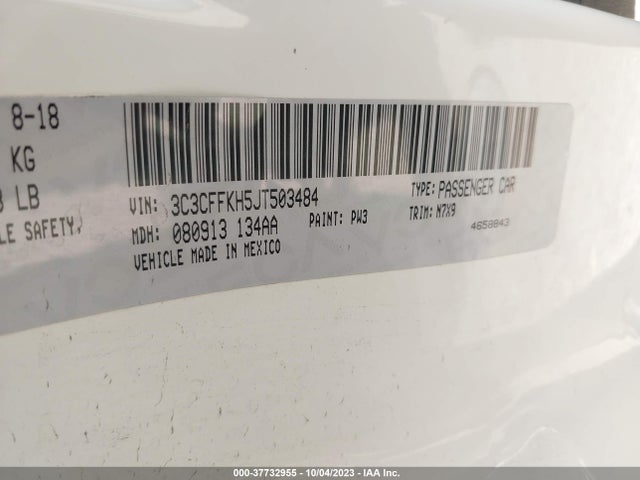 8-18
KG
LB
LE SAFETY,
VIN: 3C3CFFKH5JT503484
TYPE: PASSENGER CAR
MDH: 080913 134AA
PAINT: PW3
TRIM: N7X9
VEHICLE MADE IN MEXICO
4658843
000-37732955 - 10/04/2023 - IAA Inc.